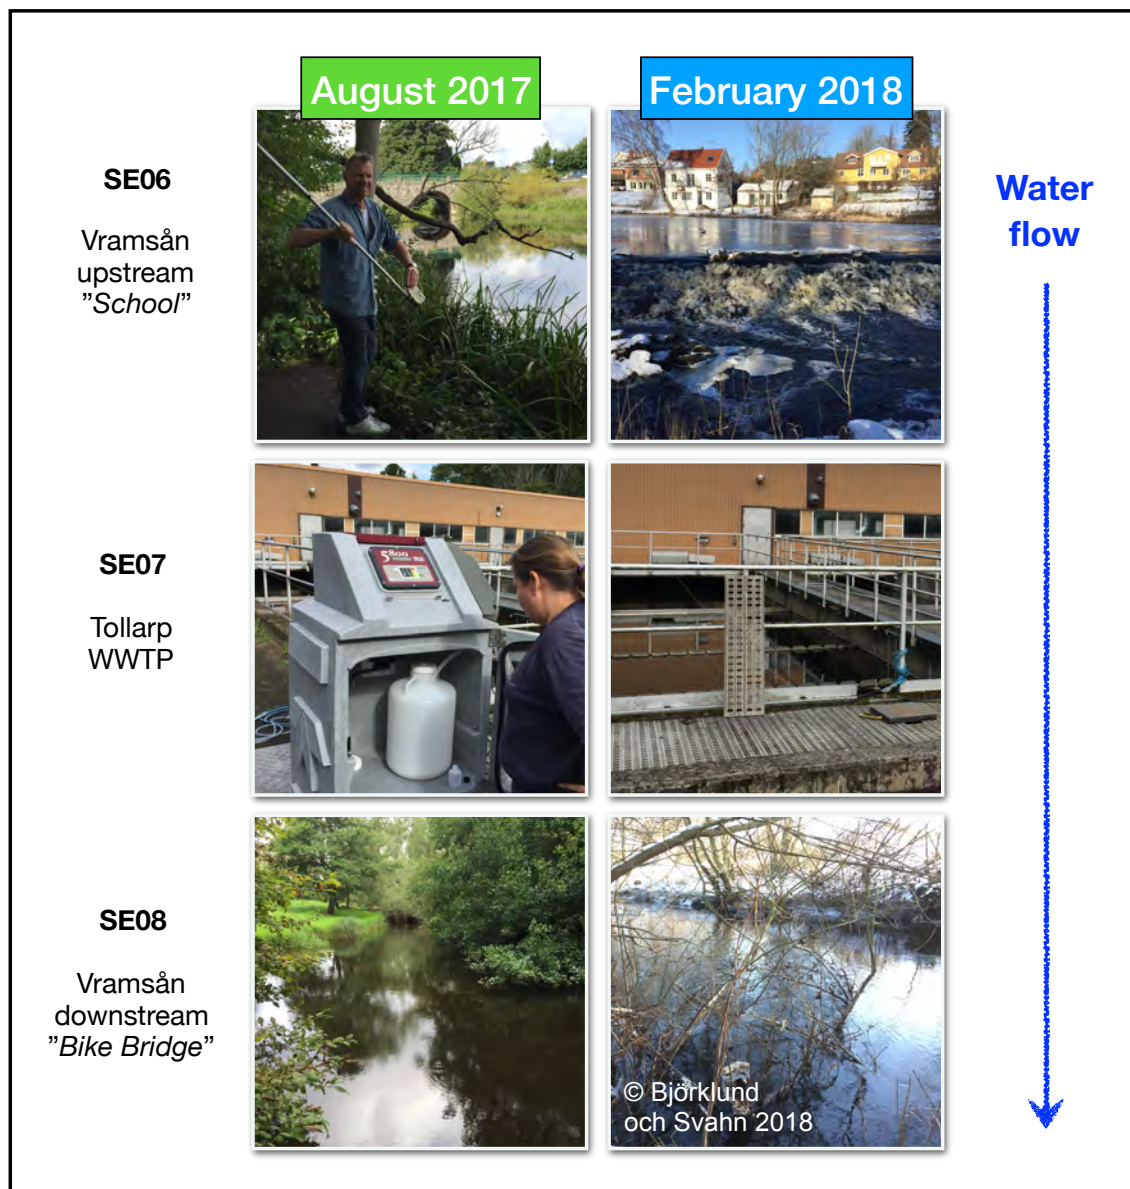 August 2017
February 2018
SE06
Vramsån
upstream
”School”
Water
flow
SE07
Tollarp
WWTP
5800
SE08
Vramsån
downstream
”Bike Bridge”
© Björklund
och Svahn 2018